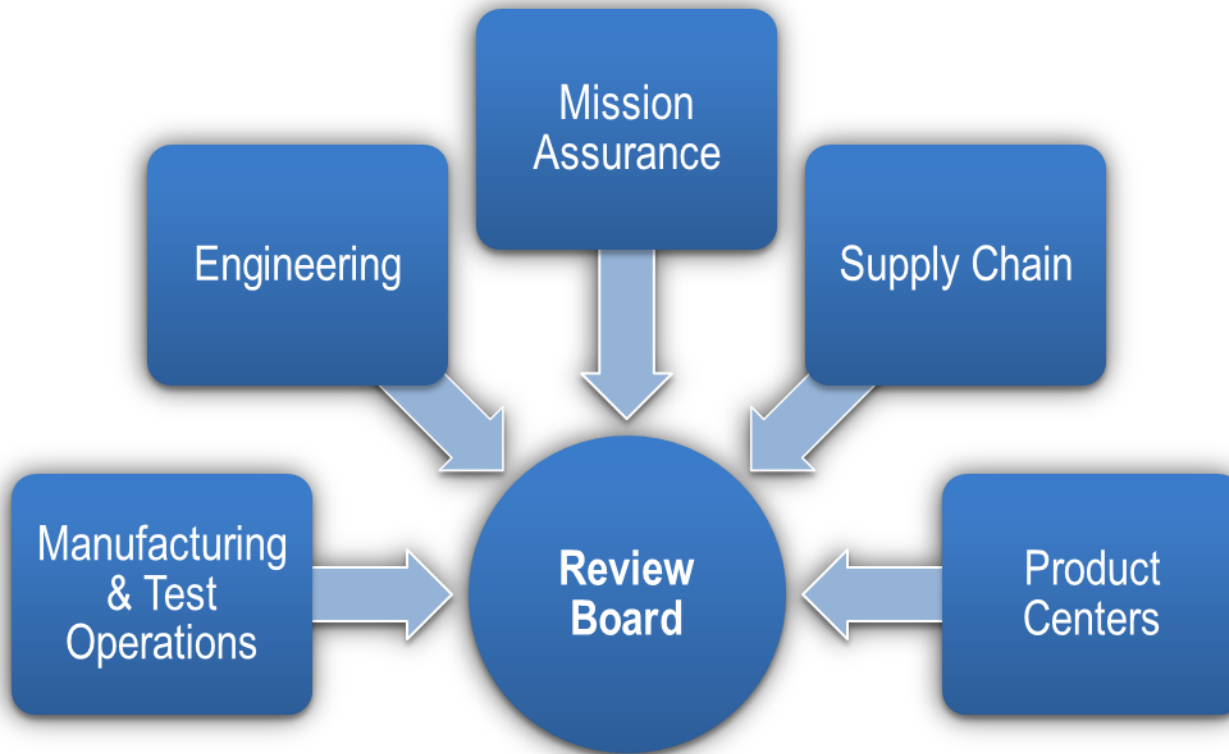 Mission
Assurance
Engineering
Supply Chain
Manufacturing
& Test
Operations
Review
Board
Product
Centers